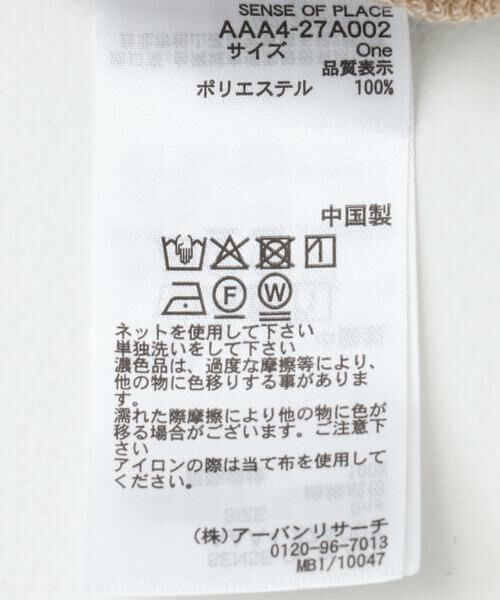 SENSE OF PLACE
AAA4-27A002
サイズ One
品質表示
ポリエステル 100%
中国製
F W
ネットを使用して下さい
単独洗いをして下さい
濃色品は、過度な摩擦等により、
他の物に色移りする事がありま
す。
濡れた際摩擦により他の物に色が
移る場合がございます。ご注意下
さい
アイロンの際は当て布を使用して
ください。
(株)アーバンリサーチ
0120-96-7013
MB1/10047